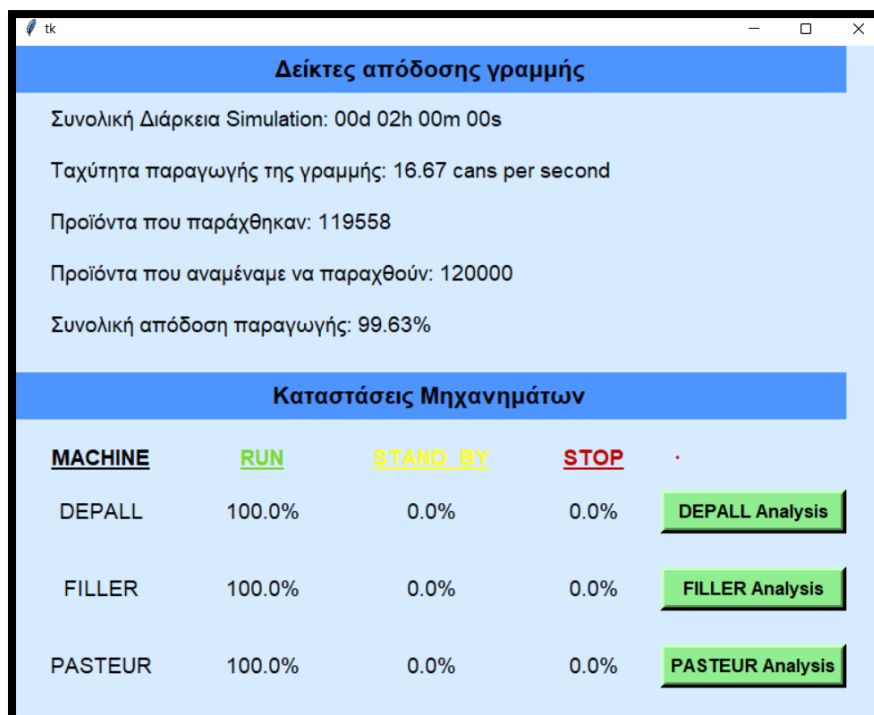 tk
Δείκτες απόδοσης γραμμής
Συνολική Διάρκεια Simulation: 00d 02h 00m 00s
Ταχύτητα παραγωγής της γραμμής: 16.67 cans per second
Προϊόντα που παράχθηκαν: 119558
Προϊόντα που αναμέναμε να παραχθούν: 120000
Συνολική απόδοση παραγωγής: 99.63%
Καταστάσεις Μηχανημάτων
MACHINE RUN STAND_BY STOP
DEPALL 100.0% 0.0% 0.0% DEPALL Analysis
FILLER 100.0% 0.0% 0.0% FILLER Analysis
PASTEUR 100.0% 0.0% 0.0% PASTEUR Analysis